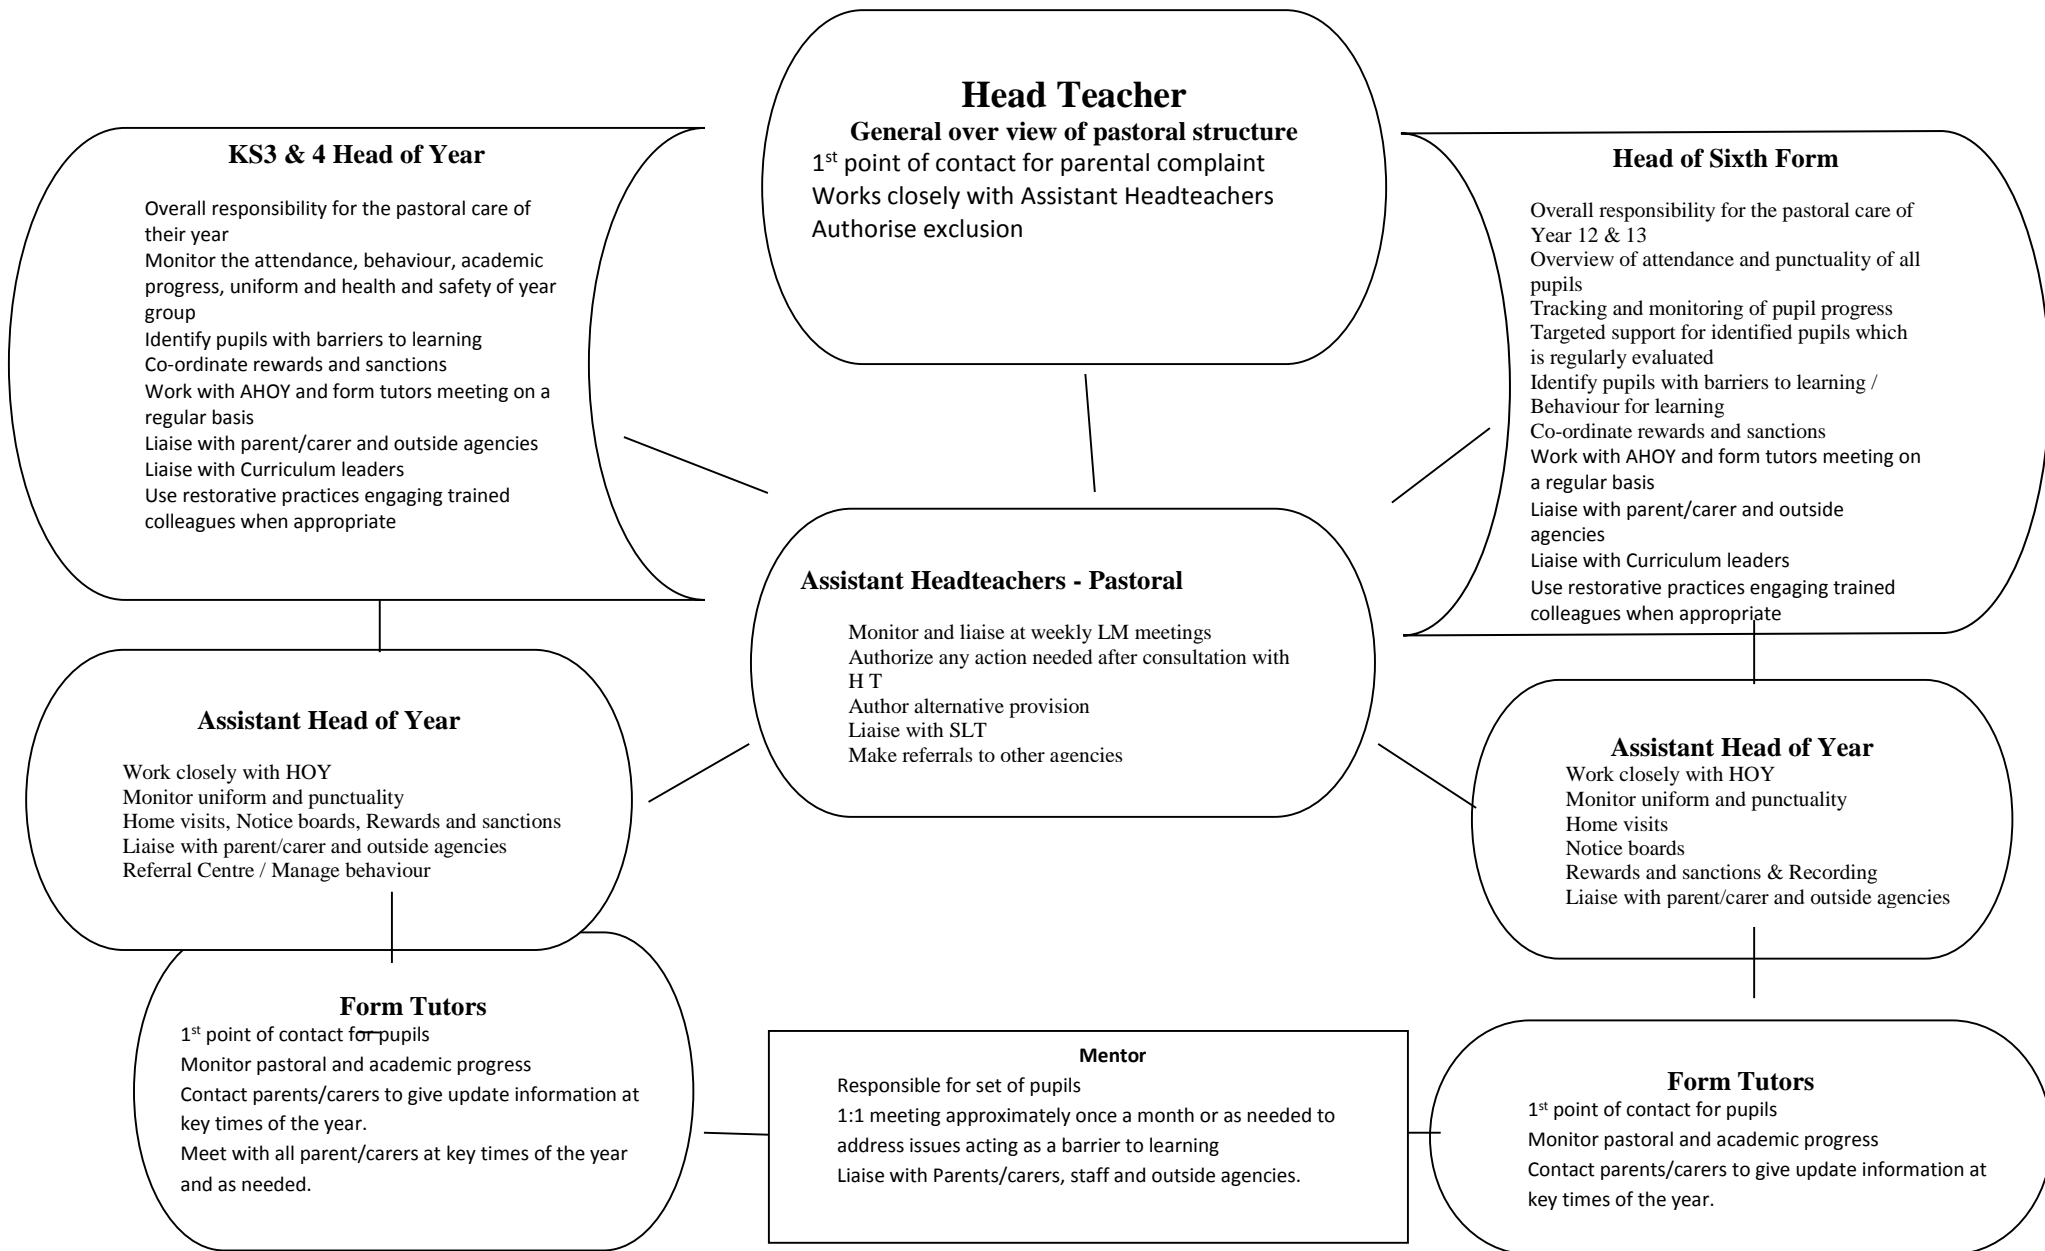 Head Teacher
General over view of pastoral structure
1st point of contact for parental complaint
Works closely with Assistant Headteachers
Authorise exclusion
KS3 & 4 Head of Year
Overall responsibility for the pastoral care of
their year
Monitor the attendance, behaviour, academic
progress, uniform and health and safety of year
group
Identify pupils with barriers to learning
Co-ordinate rewards and sanctions
Work with AHOY and form tutors meeting on a
regular basis
Liaise with parent/carer and outside agencies
Liaise with Curriculum leaders
Use restorative practices engaging trained
colleagues when appropriate
Head of Sixth Form
Overall responsibility for the pastoral care of
Year 12 & 13
Overview of attendance and punctuality of all
pupils
Tracking and monitoring of pupil progress
Targeted support for identified pupils which
is regularly evaluated
Identify pupils with barriers to learning /
Behaviour for learning
Co-ordinate rewards and sanctions
Work with AHOY and form tutors meeting on
a regular basis
Liaise with parent/carer and outside
agencies
Liaise with Curriculum leaders
Use restorative practices engaging trained
colleagues when appropriate
Assistant Headteachers - Pastoral
Monitor and liaise at weekly LM meetings
Authorize any action needed after consultation with
H T
Author alternative provision
Liaise with SLT
Make referrals to other agencies
Assistant Head of Year
Work closely with HOY
Monitor uniform and punctuality
Home visits, Notice boards, Rewards and sanctions
Liaise with parent/carer and outside agencies
Referral Centre / Manage behaviour
Assistant Head of Year
Work closely with HOY
Monitor uniform and punctuality
Home visits
Notice boards
Rewards and sanctions & Recording
Liaise with parent/carer and outside agencies
Form Tutors
1st point of contact for pupils
Monitor pastoral and academic progress
Contact parents/carers to give update information at
key times of the year.
Meet with all parent/carers at key times of the year
and as needed.
Mentor
Responsible for set of pupils
1:1 meeting approximately once a month or as needed to
address issues acting as a barrier to learning
Liaise with Parents/carers, staff and outside agencies.
Form Tutors
1st point of contact for pupils
Monitor pastoral and academic progress
Contact parents/carers to give update information at
key times of the year.